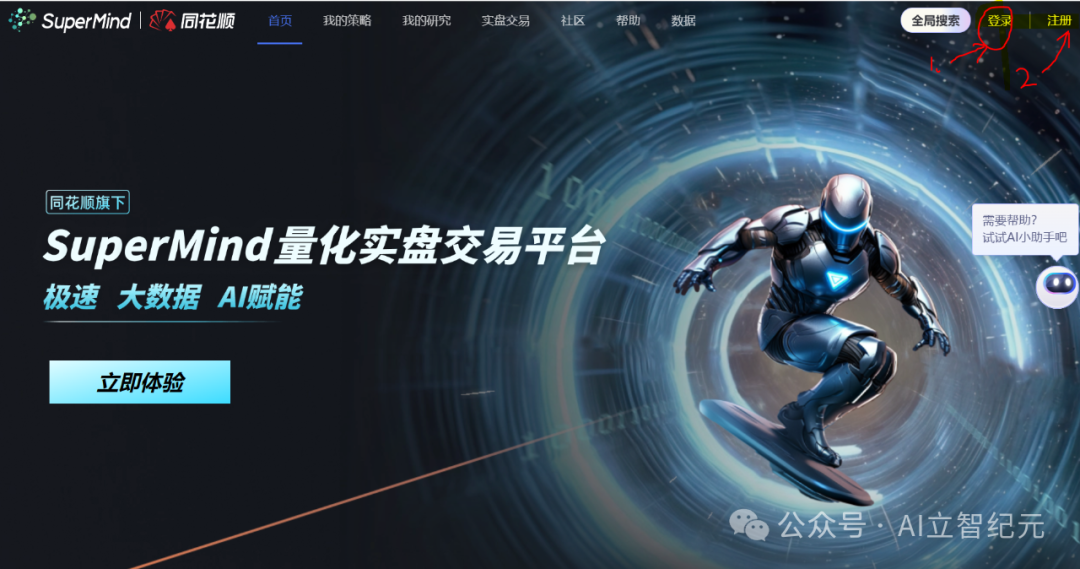 SuperMind 同花顺 首页 我的策略 我的研究 实盘交易 社区 帮助 数据 全局搜索 登录 注册
1. 2
需要帮助?
试试AI小助手吧
同花顺旗下
SuperMind量化实盘交易平台
极速 大数据 AI赋能
立即体验
公众号·AI立智纪元